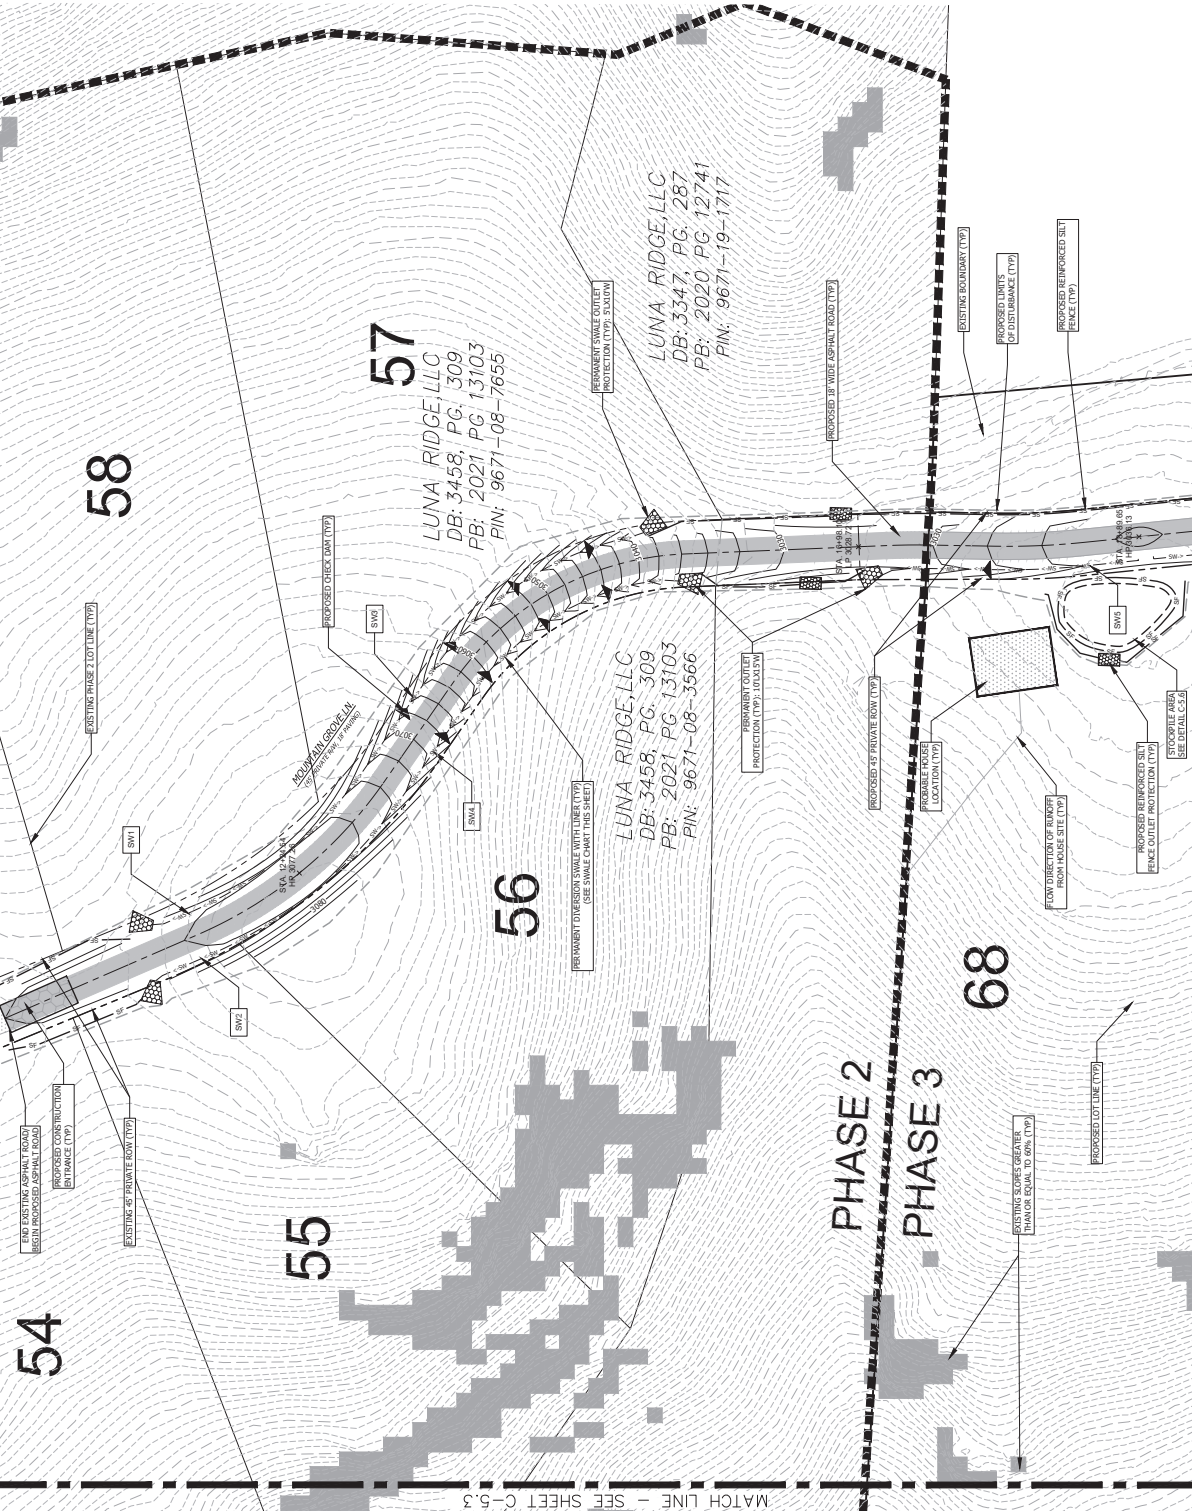 54
55
56
57
58
68
PHASE 2
PHASE 3
LUNA RIDGE,LLC
DB: 3458, PG. 309
PB: 2021 PG 13103
PIN: 9671-08-7655
LUNA RIDGE,LLC
DB: 3347, PG. 287
PB: 2020 PG 12741
PIN: 9671-19-1717
LUNA RIDGE,LLC
DB: 3458, PG. 309
PB: 2021 PG 13103
PIN: 9671-08-3566
MOUNTAIN GROVE LN.
END EXISTING ASPHALT ROAD/
BEGIN PROPOSED ASPHALT ROAD
PROPOSED CONSTRUCTION
ENTRANCE (TYP)
EXISTING 45' PRIVATE ROW (TYP)
EXISTING PHASE 2 LOT LINE (TYP)
SW1
SW2
SW3
SW4
SW5
PROPOSED CHECK DAM (TYP)
PERMANENT DIVERSION SWALE WITH LINER (TYP)
(SEE SWALE CHART THIS SHEET)
PERMANENT SWALE OUTLET
PROTECTION (TYP): 5'LX10'W
PERMANENT OUTLET
PROTECTION (TYP): 10'LX15'W
PROPOSED 18' WIDE ASPHALT ROAD (TYP)
PROPOSED 45' PRIVATE ROW (TYP)
PROBABLE HOUSE
LOCATION (TYP)
EXISTING BOUNDARY (TYP)
PROPOSED LIMITS
OF DISTURBANCE (TYP)
PROPOSED REINFORCED SILT
FENCE (TYP)
FLOW DIRECTION OF RUNOFF
FROM HOUSE SITE (TYP)
PROPOSED REINFORCED SILT
FENCE OUTLET PROTECTION (TYP)
STOCKPILE AREA
SEE DETAIL C-5.6
PROPOSED LOT LINE (TYP)
EXISTING SLOPES GREATER
THAN OR EQUAL TO 60% (TYP)
3080
3070
3060
3050
3040
3030
3030
MATCH LINE - SEE SHEET C-5.3